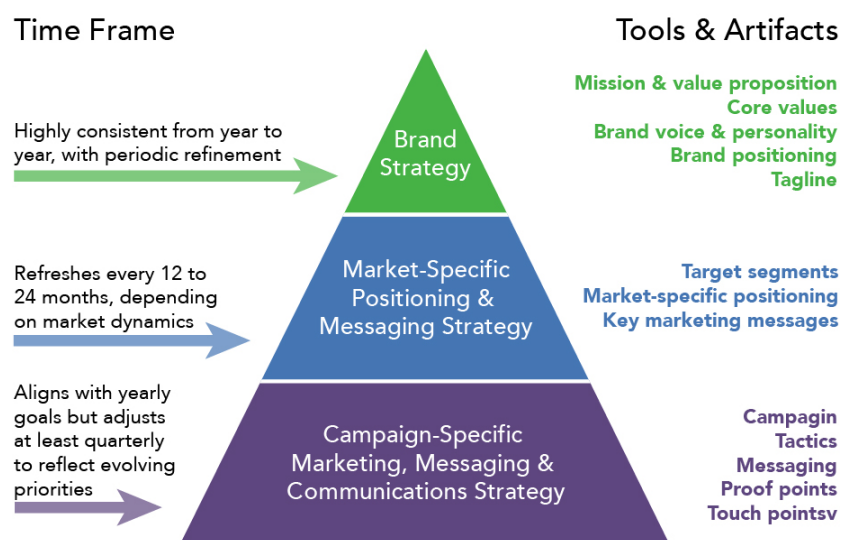 Time Frame
Tools & Artifacts
Highly consistent from year to
year, with periodic refinement
Brand
Strategy
Mission & value proposition
Core values
Brand voice & personality
Brand positioning
Tagline
Refreshes every 12 to
24 months, depending
on market dynamics
Market-Specific
Positioning &
Messaging Strategy
Target segments
Market-specific positioning
Key marketing messages
Aligns with yearly
goals but adjusts
at least quarterly
to reflect evolving
priorities
Campaign-Specific
Marketing, Messaging &
Communications Strategy
Campagin
Tactics
Messaging
Proof points
Touch pointsv